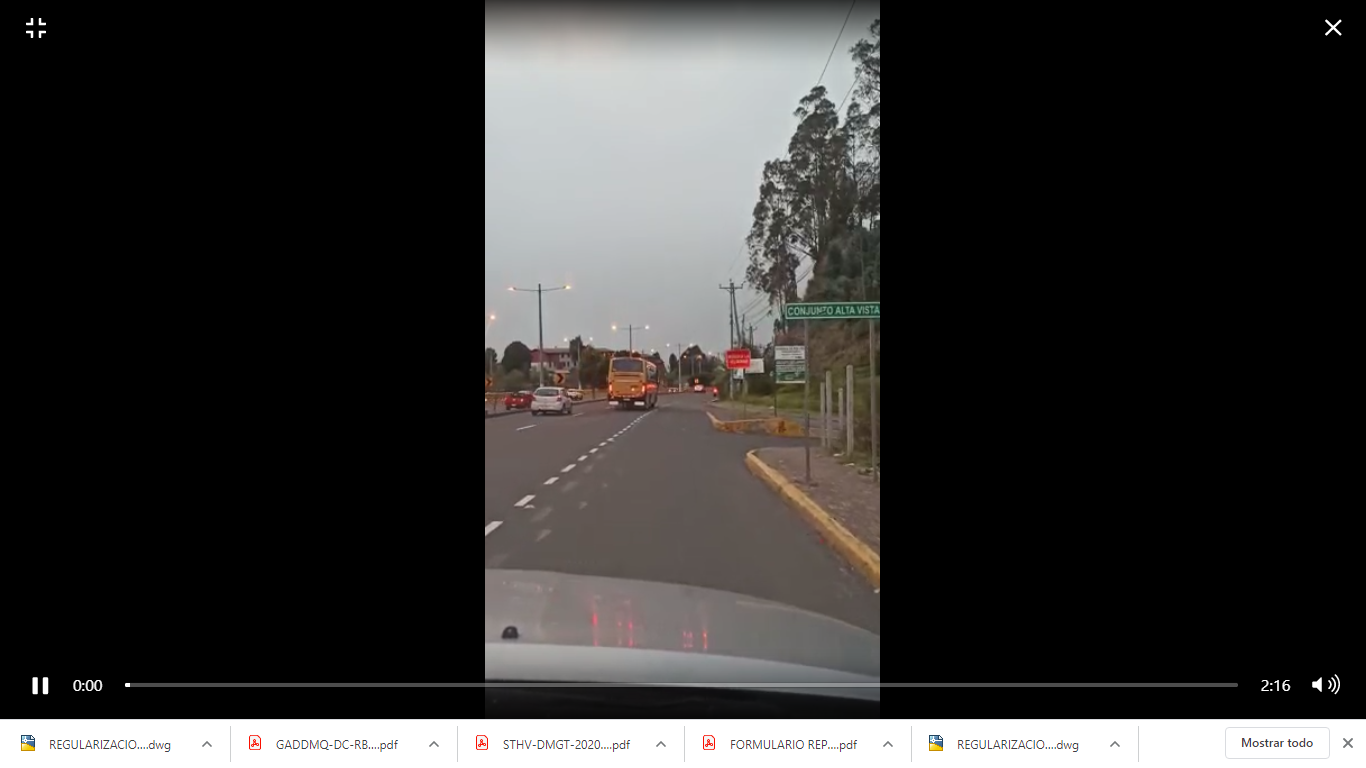 CONJUNTO ALTA VISTA
0:00
2:16
REGULARIZACIO....dwg
GADDMQ-DC-RB....pdf
STHV-DMGT-2020....pdf
FORMULARIO REP....pdf
REGULARIZACIO....dwg
Mostrar todo